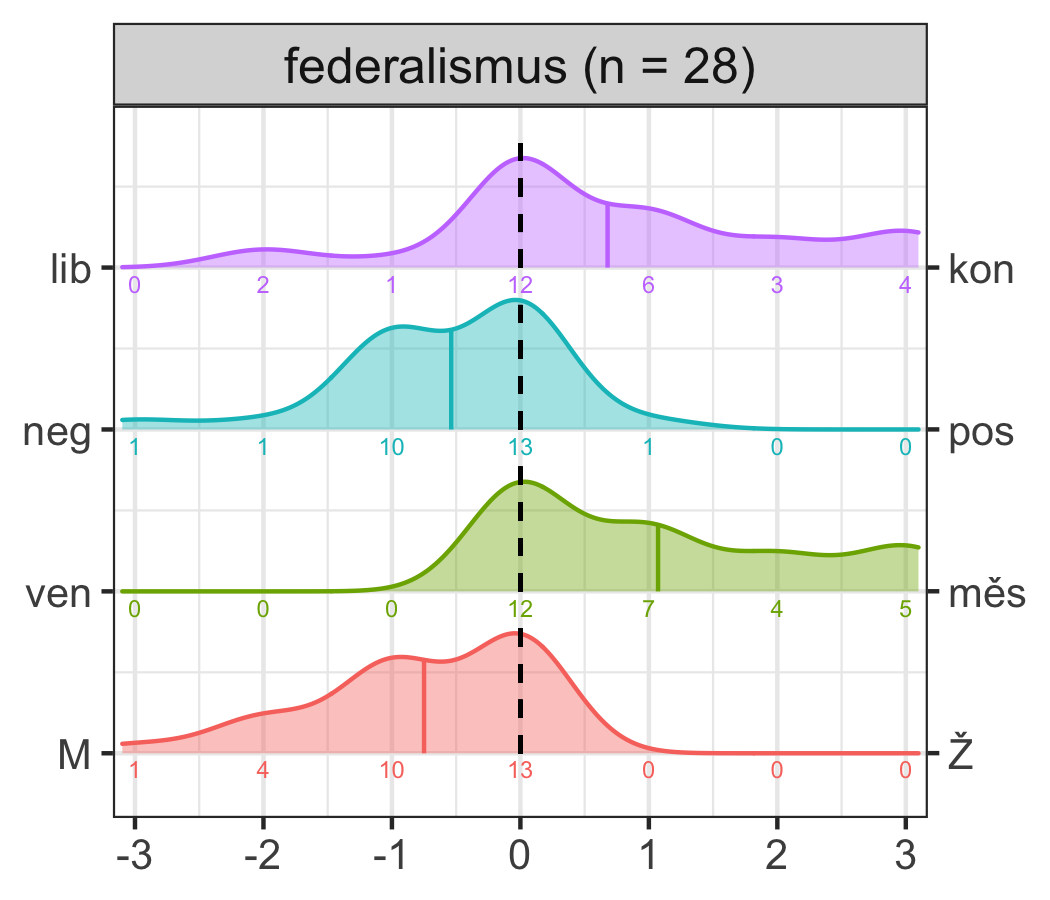 federalismus (n = 28)
lib kon
0 2 1 12 6 3 4
neg pos
1 1 10 13 1 0 0
ven měs
0 0 0 12 7 4 5
M Ž
1 4 10 13 0 0 0
-3 -2 -1 0 1 2 3